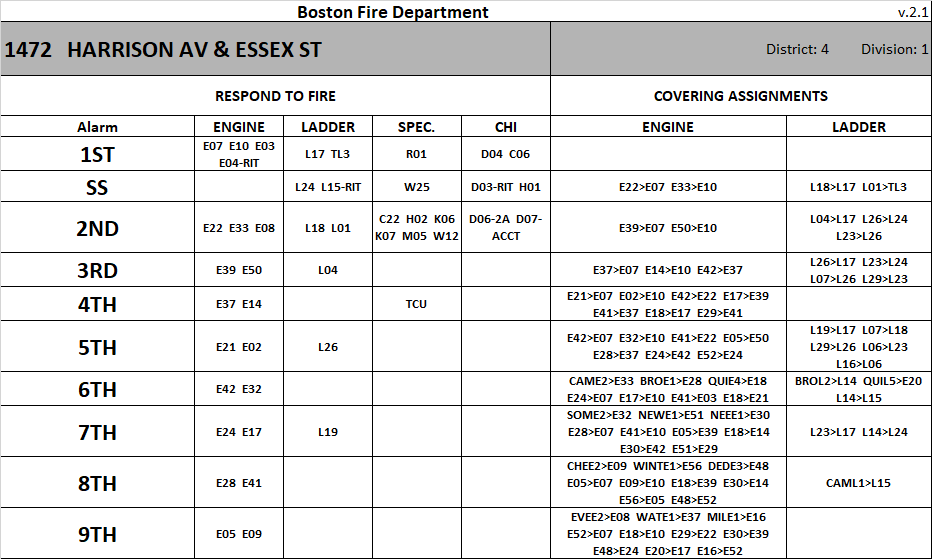 Boston Fire Department v.2.1
1472 HARRISON AV & ESSEX ST District: 4 Division: 1
RESPOND TO FIRE COVERING ASSIGNMENTS
Alarm ENGINE LADDER SPEC. CHI ENGINE LADDER
1ST
E07 E10 E03
E04-RIT
L17 TL3
R01
D04 C06
SS
L24 L15-RIT
W25
D03-RIT H01
E22>E07 E33>E10
L18>L17 L01>TL3
2ND
E22 E33 E08
L18 L01
C22 H02 K06
K07 M05 W12
D06-2A D07-
ACCT
E39>E07 E50>E10
L04>L17 L26>L24
L23>L26
3RD
E39 E50
L04
E37>E07 E14>E10 E42>E37
L26>L17 L23>L24
L07>L26 L29>L23
4TH
E37 E14
TCU
E21>E07 E02>E10 E42>E22 E17>E39
E41>E37 E18>E17 E29>E41
5TH
E21 E02
L26
E42>E07 E32>E10 E41>E22 E05>E50
E28>E37 E24>E42 E52>E24
L19>L17 L07>L18
L29>L26 L06>L23
L16>L06
6TH
E42 E32
CAME2>E33 BROE1>E28 QUIE4>E18
E24>E07 E17>E10 E41>E03 E18>E21
BROL2>L14 QUIL5>E20
L14>L15
7TH
E24 E17
L19
SOME2>E32 NEWE1>E51 NEEE1>E30
E28>E07 E41>E10 E05>E39 E18>E14
E30>E42 E51>E29
L23>L17 L14>L24
8TH
E28 E41
CHEE2>E09 WINTE1>E56 DEDE3>E48
E05>E07 E09>E10 E18>E39 E30>E14
E56>E05 E48>E52
CAML1>L15
9TH
E05 E09
EVEE2>E08 WATE1>E37 MILE1>E16
E52>E07 E18>E10 E29>E22 E30>E39
E48>E24 E20>E17 E16>E52